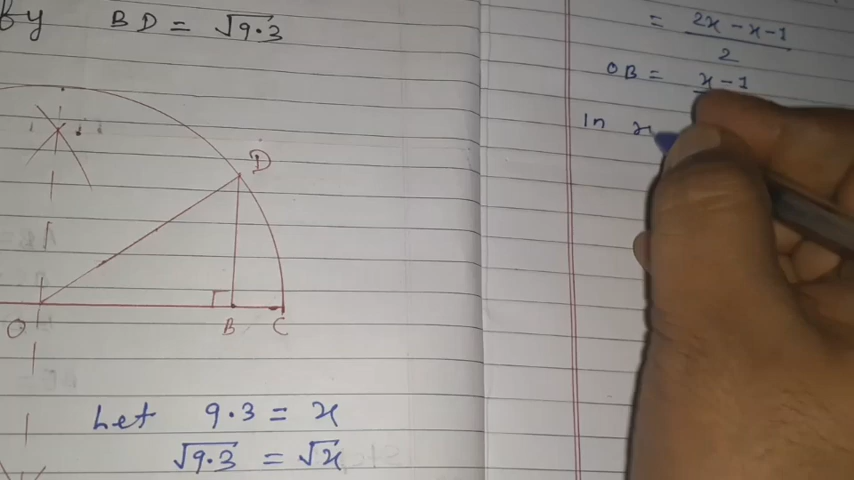 by BD = √9.3
D
O
B
C
Let 9.3 = x
√9.3 = √x
= 2x-x-1 / 2
OB = x-1
In